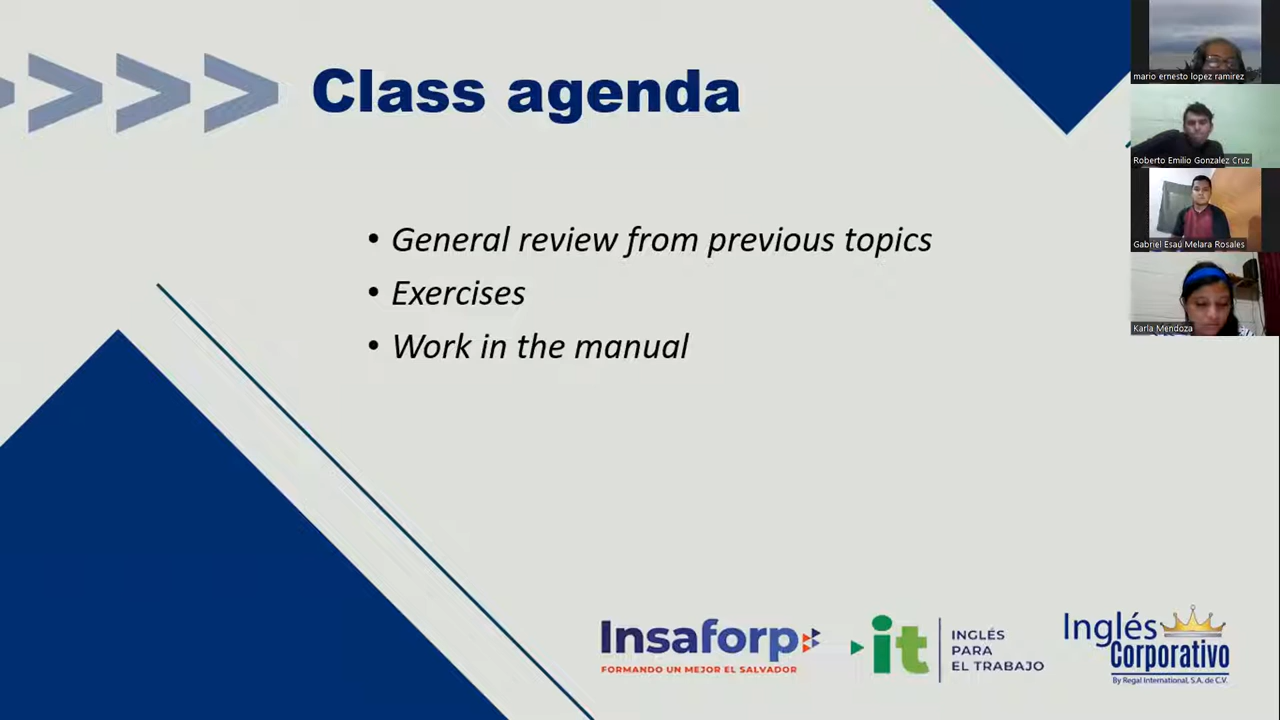 Class agenda
• General review from previous topics
• Exercises
• Work in the manual
mario ernesto lopez ramirez
Roberto Emilio Gonzalez Cruz
Gabriel Esaú Melara Rosales
Karla Mendoza
Insaforp
FORMANDO UN MEJOR EL SALVADOR
it
INGLÉS
PARA
EL TRABAJO
Inglés
Corporativo
By Regal International, S.A. de C.V.